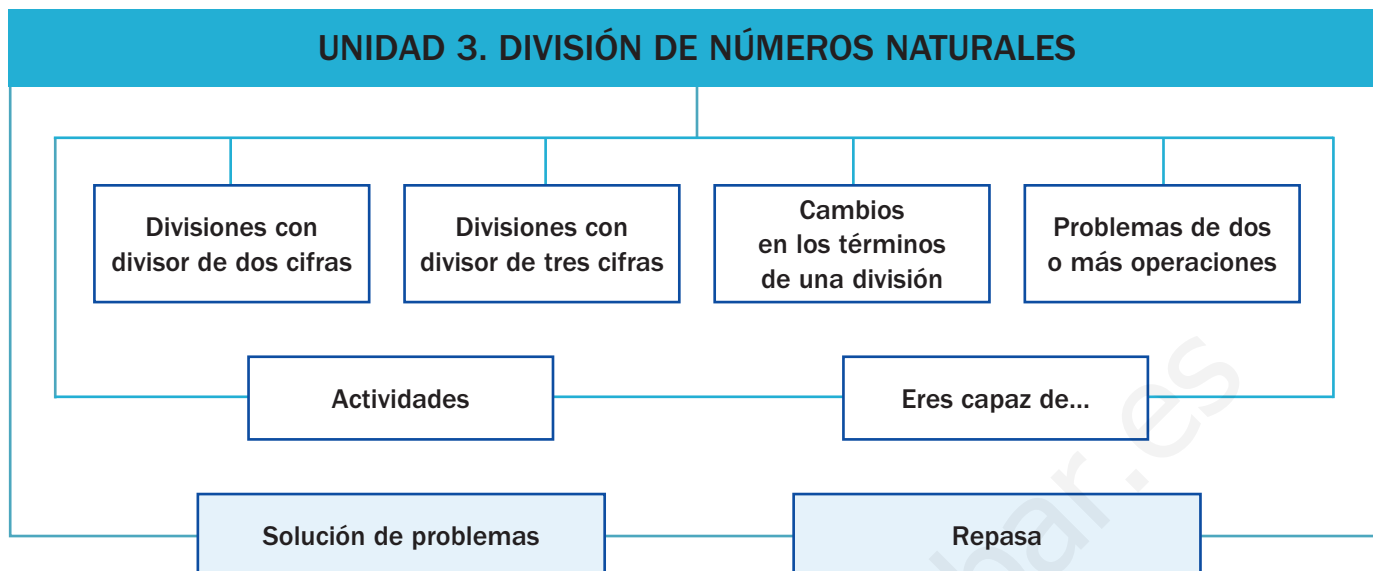 UNIDAD 3. DIVISIÓN DE NÚMEROS NATURALES
Divisiones con
divisor de dos cifras
Divisiones con
divisor de tres cifras
Cambios
en los términos
de una división
Problemas de dos
o más operaciones
Actividades
Eres capaz de...
Solución de problemas
Repasa
bar.es